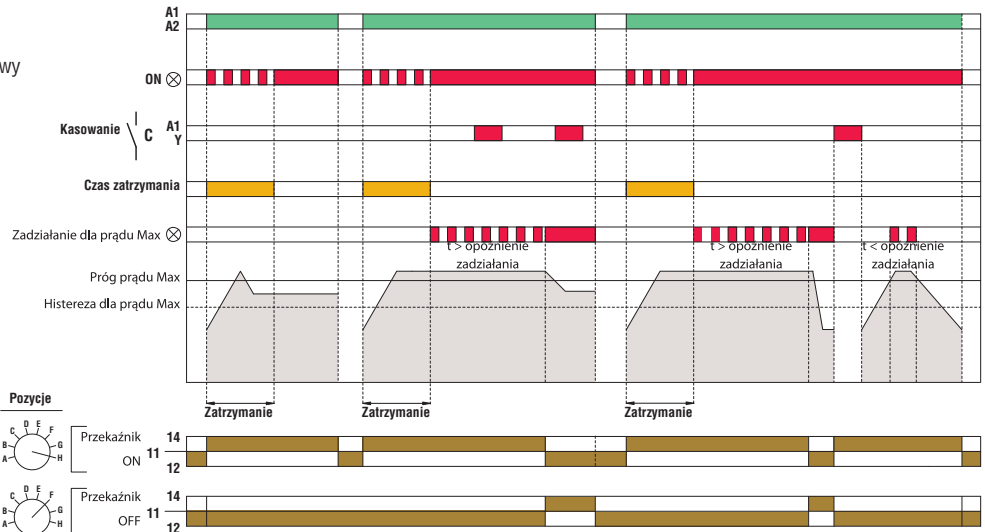 A1
A2
wy
ON
Kasowanie C A1
Y
Czas zatrzymania
Zadziałanie dla prądu Max
t > opóźnienie
zadziałania
t > opóźnienie
zadziałania
t < opóźnienie
zadziałania
Próg prądu Max
Histereza dla prądu Max
Zatrzymanie
Zatrzymanie
Zatrzymanie
Pozycje
A B C D E F G H
Przekaźnik
ON
14
11
12
A B C D E F G H
Przekaźnik
OFF
14
11
12